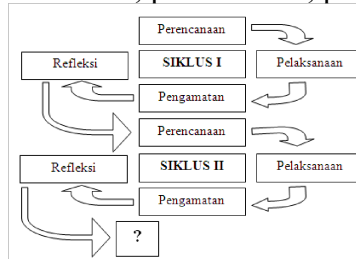 Perencanaan
Refleksi
SIKLUS I
Pelaksanaan
Pengamatan
Perencanaan
Refleksi
SIKLUS II
Pelaksanaan
Pengamatan
?